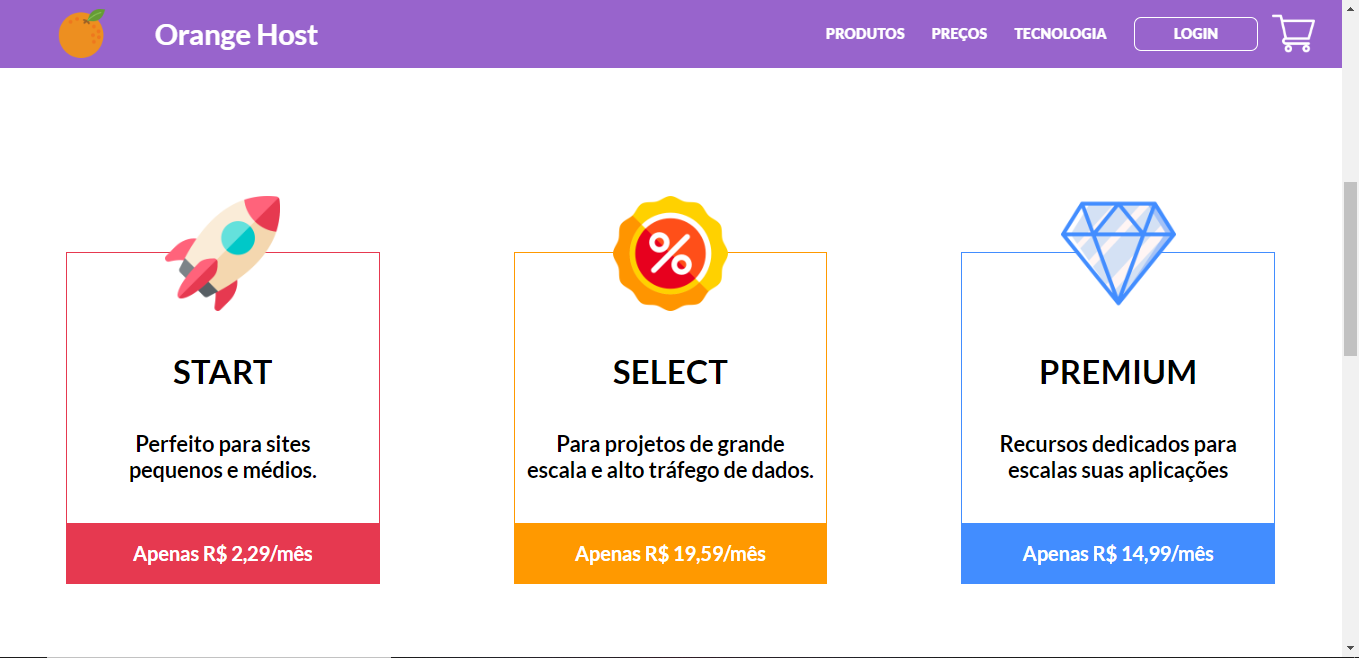 Orange Host
PRODUTOS
PREÇOS
TECNOLOGIA
LOGIN
%
START
Perfeito para sites
pequenos e médios.
Apenas R$ 2,29/mês
SELECT
Para projetos de grande
escala e alto tráfego de dados.
Apenas R$ 19,59/mês
PREMIUM
Recursos dedicados para
escalas suas aplicações
Apenas R$ 14,99/mês